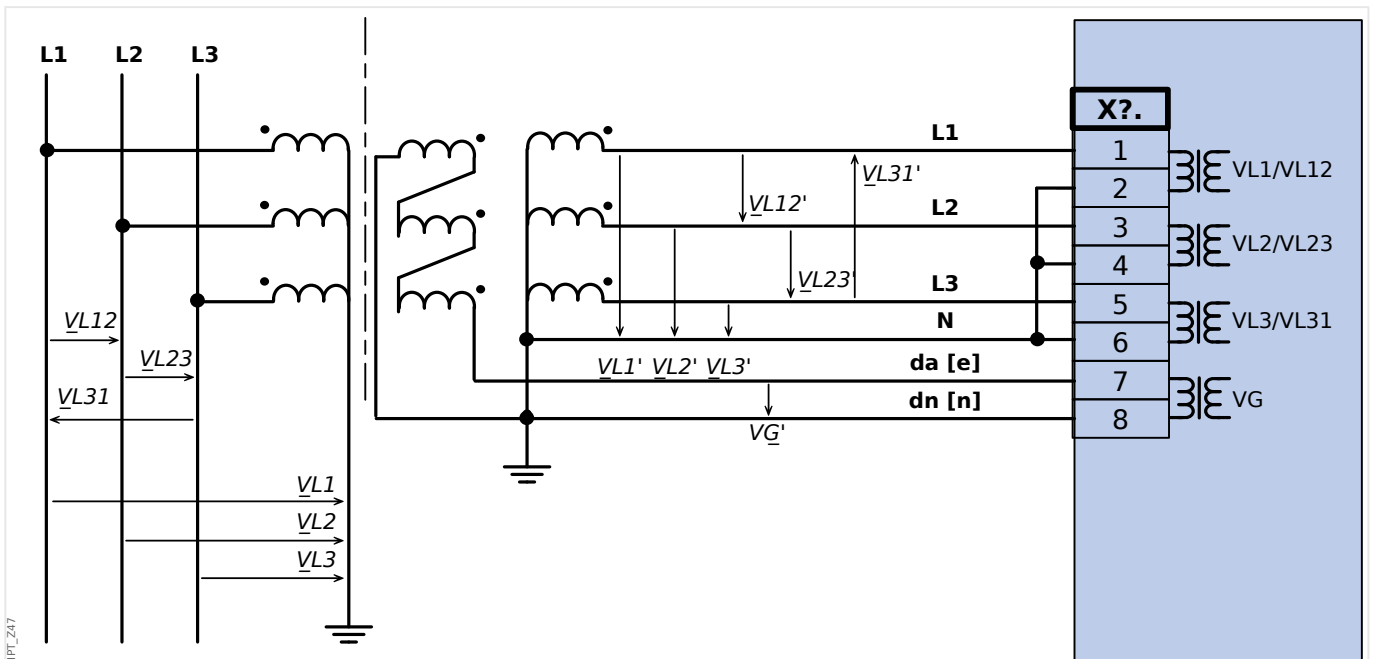 L1 L2 L3
X?.
L1
1
VL1/VL12
VL31'
2
VL12'
L2
3
VL2/VL23
4
VL23'
L3
5
VL12
N
VL3/VL31
6
VL23
VL1' VL2' VL3'
da [e]
7
VL31
dn [n]
VG
8
VG'
VL1
VL2
VL3
IPT_Z47